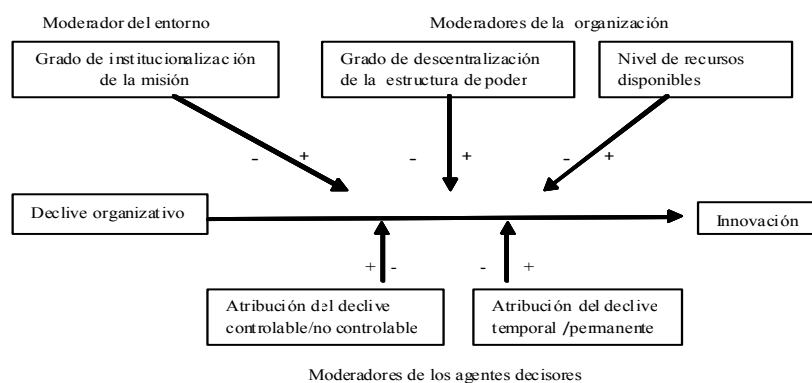 Moderador del entorno
Moderadores de la organización
Grado de institucionalización
de la misión
Grado de descentralización
de la estructura de poder
Nivel de recursos
disponibles
- +
- +
- +
Declive organizativo
Innovación
+ -
- +
Atribución del declive
controlable/no controlable
Atribución del declive
temporal /permanente
Moderadores de los agentes decisores